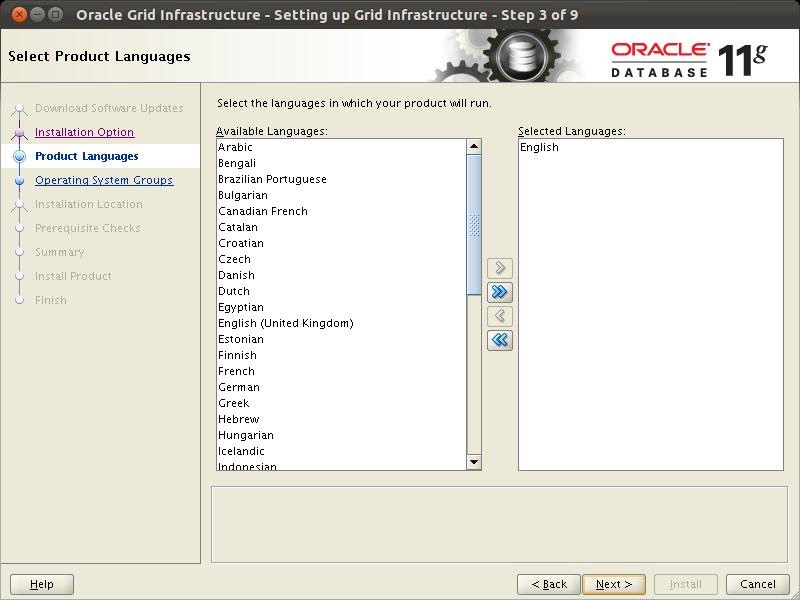 Oracle Grid Infrastructure - Setting up Grid Infrastructure - Step 3 of 9
Select Product Languages
ORACLE
DATABASE
11g
Download Software Updates
Installation Option
Product Languages
Operating System Groups
Installation Location
Prerequisite Checks
Summary
Install Product
Finish
Select the languages in which your product will run.
Available Languages:
Arabic
Bengali
Brazilian Portuguese
Bulgarian
Canadian French
Catalan
Croatian
Czech
Danish
Dutch
Egyptian
English (United Kingdom)
Estonian
Finnish
French
German
Greek
Hebrew
Hungarian
Icelandic
Indonesian
Selected Languages:
English
Help
< Back
Next >
Install
Cancel